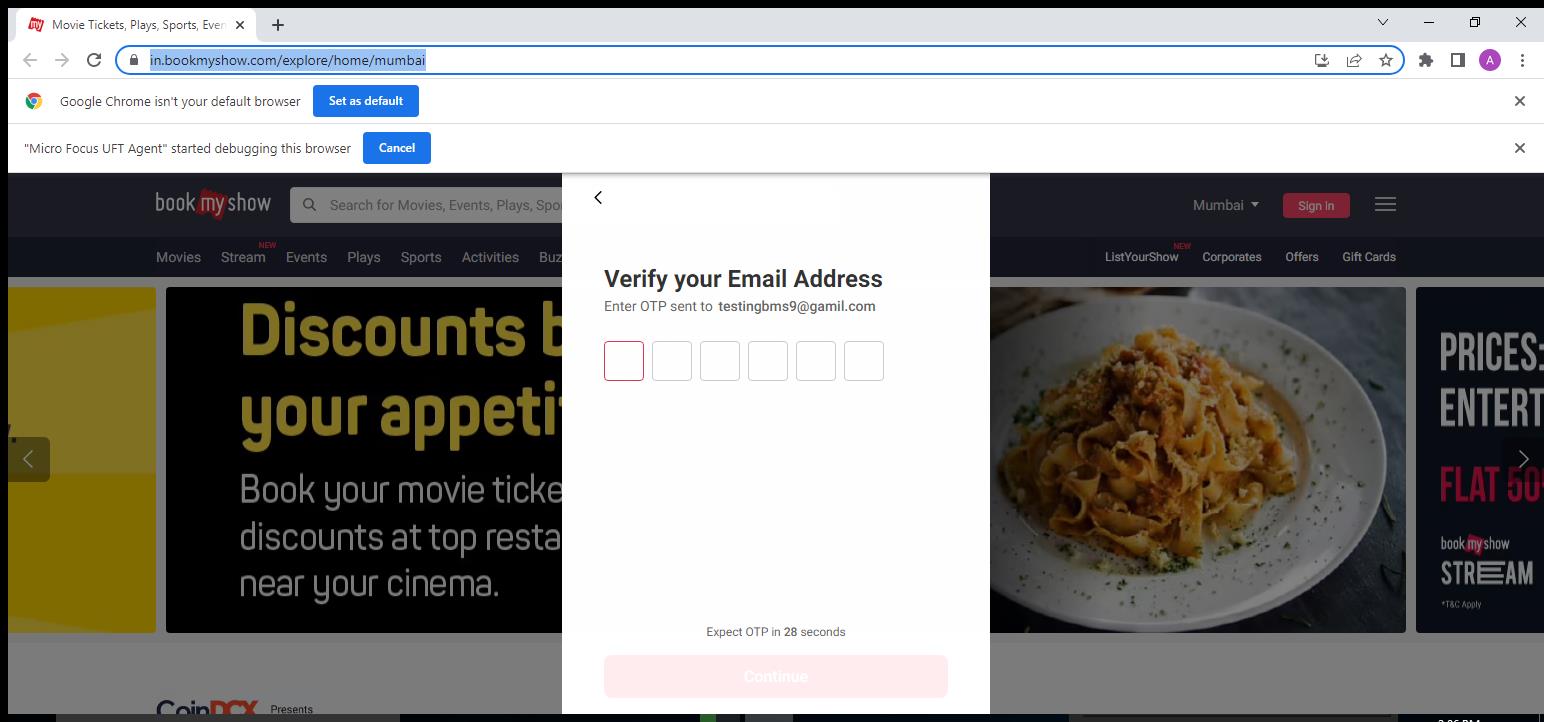 Movie Tickets, Plays, Sports, Even
in.bookmyshow.com/explore/home/mumbai
A
Google Chrome isn't your default browser
Set as default
"Micro Focus UFT Agent" started debugging this browser
Cancel
book my show
Search for Movies, Events, Plays, Spo
Mumbai
Sign in
Movies
Stream
NEW
Events
Plays
Sports
Activities
Buz
ListYourShow
NEW
Corporates
Offers
Gift Cards
Verify your Email Address
Enter OTP sent to testingbms9@gamil.com
Expect OTP in 28 seconds
Continue
Discounts b
your appeti
Book your movie ticke
discounts at top resta
near your cinema.
PRICES:
ENTERT
FLAT 50
book my show
STREAM
*T&C Apply
CoinDCX
Presents